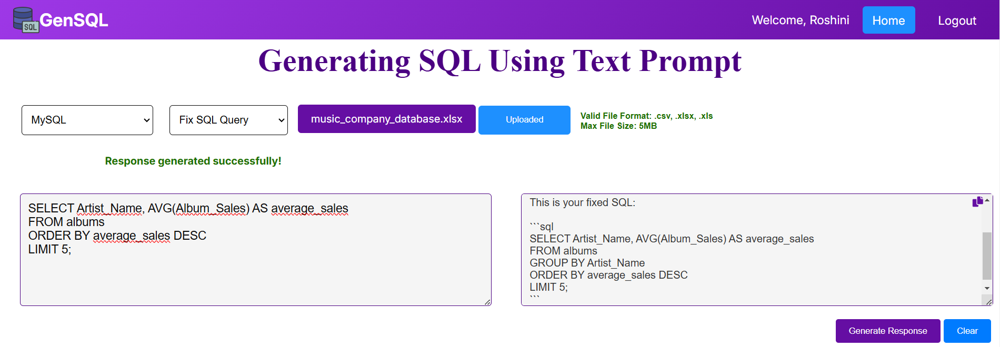 SQL
GenSQL
Welcome, Roshini
Home
Logout
Generating SQL Using Text Prompt
MySQL
Fix SQL Query
music_company_database.xlsx
Uploaded
Valid File Format: .csv, .xlsx, .xls
Max File Size: 5MB
Response generated successfully!
SELECT Artist_Name, AVG(Album_Sales) AS average_sales
FROM albums
ORDER BY average_sales DESC
LIMIT 5;
This is your fixed SQL:
```sql
SELECT Artist_Name, AVG(Album_Sales) AS average_sales
FROM albums
GROUP BY Artist_Name
ORDER BY average_sales DESC
LIMIT 5;
```
Generate Response
Clear